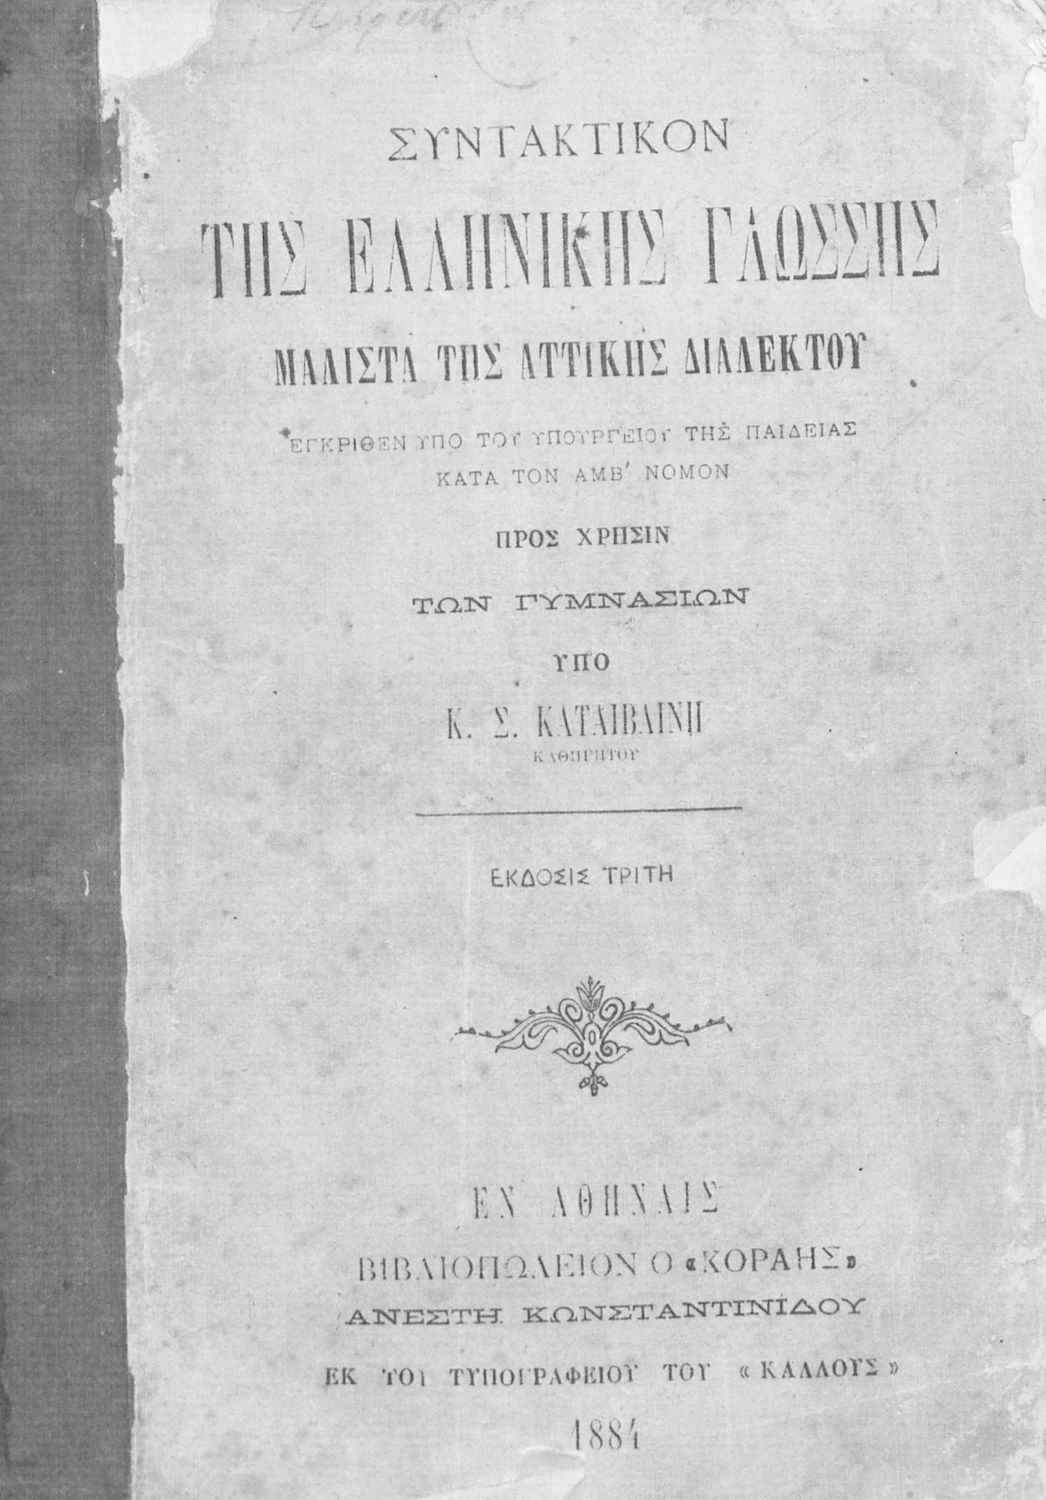 ΣΥΝΤΑΚΤΙΚΟΝ
ΤΗΣ ΕΛΛΗΝΙΚΗΣ ΓΛΩΣΣΗΣ
ΜΑΛΙΣΤΑ ΤΗΣ ΑΤΤΙΚΗΣ ΔΙΑΛΕΚΤΟΥ
ΕΓΚΡΙΘΕΝ ΥΠΟ ΤΟΥ ΥΠΟΥΡΓΕΙΟΥ ΤΗΣ ΠΑΙΔΕΙΑΣ
ΚΑΤΑ ΤΟΝ ΑΜΒ' ΝΟΜΟΝ
ΠΡΟΣ ΧΡΗΣΙΝ
ΤΩΝ ΓΥΜΝΑΣΙΩΝ
ΥΠΟ
Κ. Σ. ΚΑΤΑΙΒΑΙΝΗ
ΚΑΘΗΓΗΤΟΥ
ΕΚΔΟΣΙΣ ΤΡΙΤΗ
ΕΝ ΑΘΗΝΑΙΣ
ΒΙΒΛΙΟΠΩΛΕΙΟΝ Ο «ΚΟΡΑΗΣ»
ΑΝΕΣΤΗ ΚΩΝΣΤΑΝΤΙΝΙΔΟΥ
ΕΚ ΤΟΥ ΤΥΠΟΓΡΑΦΕΙΟΥ ΤΟΥ «ΚΑΛΛΟΥΣ»
1884